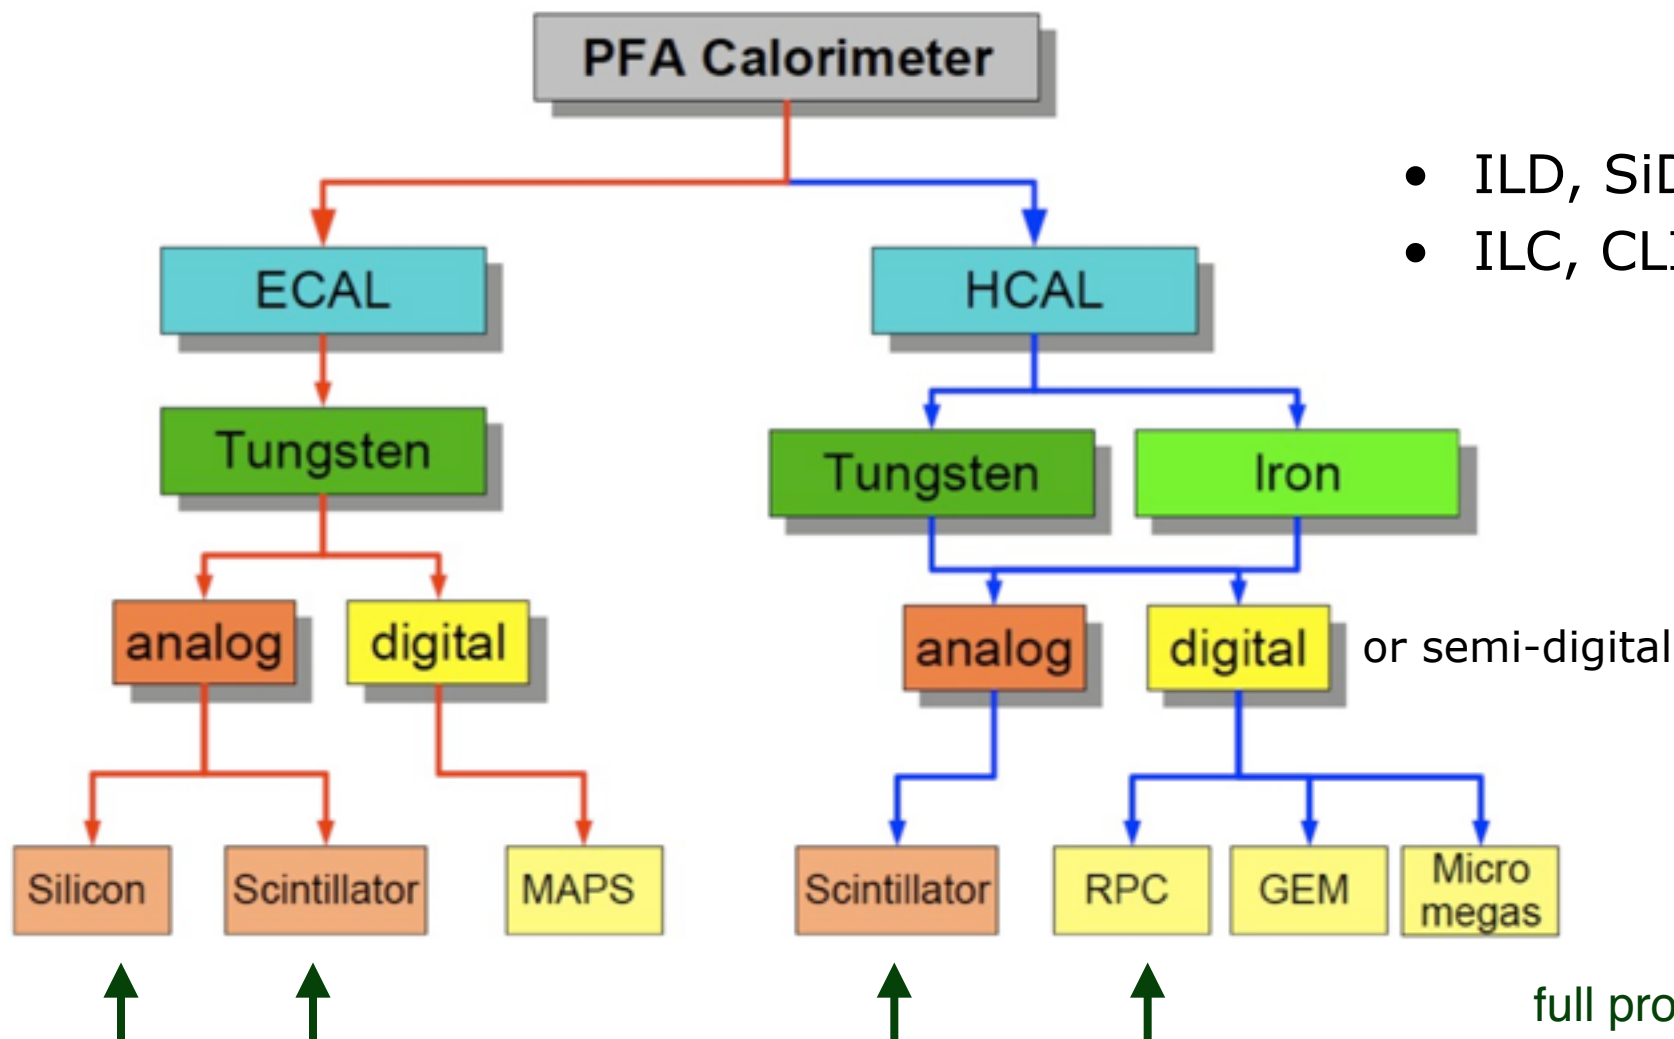 PFA Calorimeter
• ILD, SiD
• ILC, CLI
ECAL
HCAL
Tungsten
Tungsten
Iron
analog
digital
analog
digital
or semi-digital
Silicon
Scintillator
MAPS
Scintillator
RPC
GEM
Micro
megas
full pro